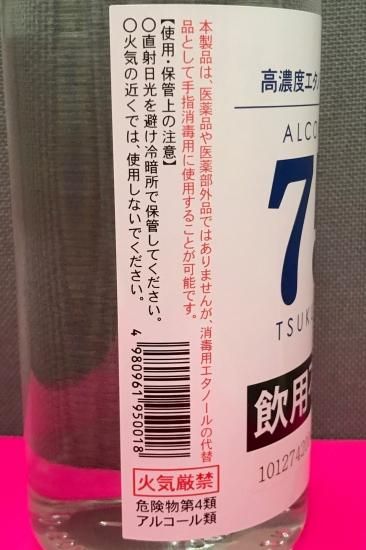 本製品は、医薬品や医薬部外品ではありませんが、消毒用エタノールの代替
品として手指消毒用に使用することが可能です。
【使用・保管上の注意】
〇直射日光を避け冷暗所で保管してください。
〇火気の近くでは、使用しないでください。
4 980961 950018
火気厳禁
危険物第4類
アルコール類
高濃度エタ
ALCO
7
TSUK
飲用
1012742